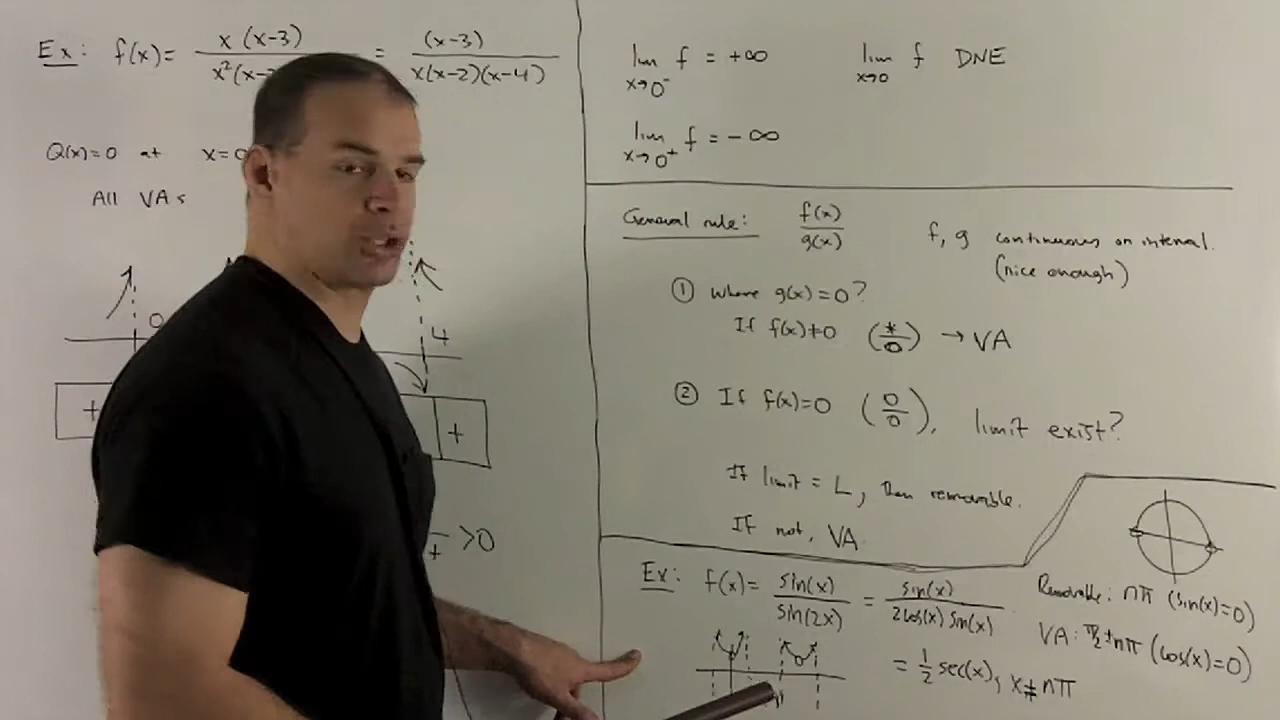 Ex: f(x)= x(x-3) / x²(x- = (x-3) / x(x-2)(x-4)
Q(x)=0 at x=0
All VAs
0 4
+ +
+ >0
lim x→0⁻ f = +∞
lim x→0 f DNE
lim x→0⁺ f = -∞
General rule: f(x)/g(x) f, g continuous on interval.
(nice enough)
① Where g(x)=0?
If f(x)≠0 (*/0) → VA
② If f(x)=0 (0/0), limit exist?
If limit = L, then removable.
If not, VA
Ex: f(x)= sin(x)/sin(2x) = sin(x)/2cos(x)sin(x)
= ½ sec(x), x≠nπ
Removable: nπ (sin(x)=0)
VA: π/2 ± nπ (cos(x)=0)